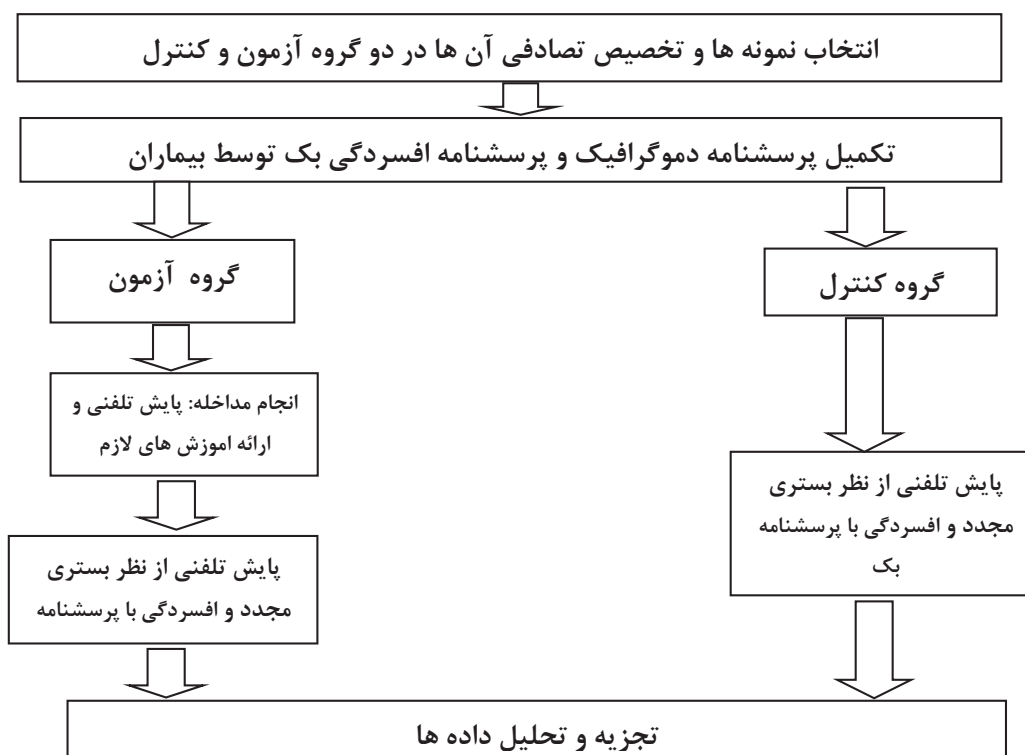 انتخاب نمونه ها و تخصیص تصادفی آن ها در دو گروه آزمون و کنترل
تکمیل پرسشنامه دموگرافیک و پرسشنامه افسردگی بک توسط بیماران
گروه کنترل
گروه آزمون
انجام مداخله: پایش تلفنی و
ارائه اموزش های لازم
پایش تلفنی از نظر بستری
مجدد و افسردگی با پرسشنامه
بک
پایش تلفنی از نظر بستری
مجدد و افسردگی با پرسشنامه
تجزیه و تحلیل داده ها